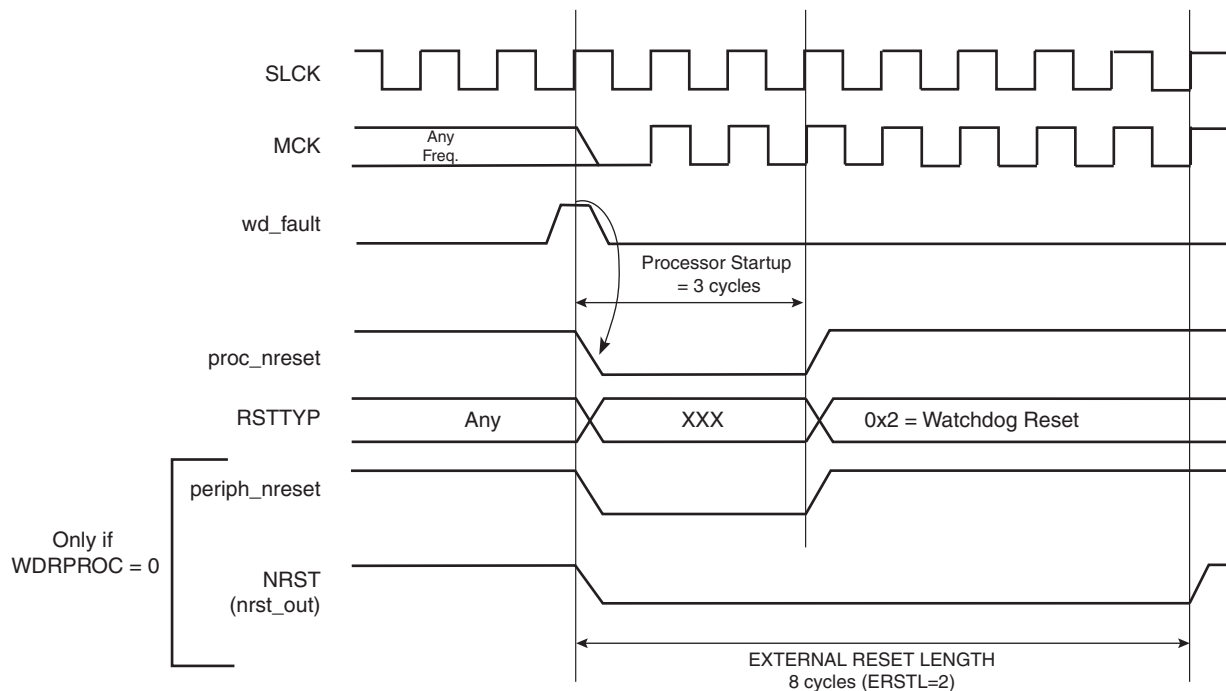 SLCK
MCK
Any
Freq.
wd_fault
Processor Startup
= 3 cycles
proc_nreset
RSTTYP
Any
XXX
0x2 = Watchdog Reset
periph_nreset
Only if
WDRPROC = 0
NRST
(nrst_out)
EXTERNAL RESET LENGTH
8 cycles (ERSTL=2)